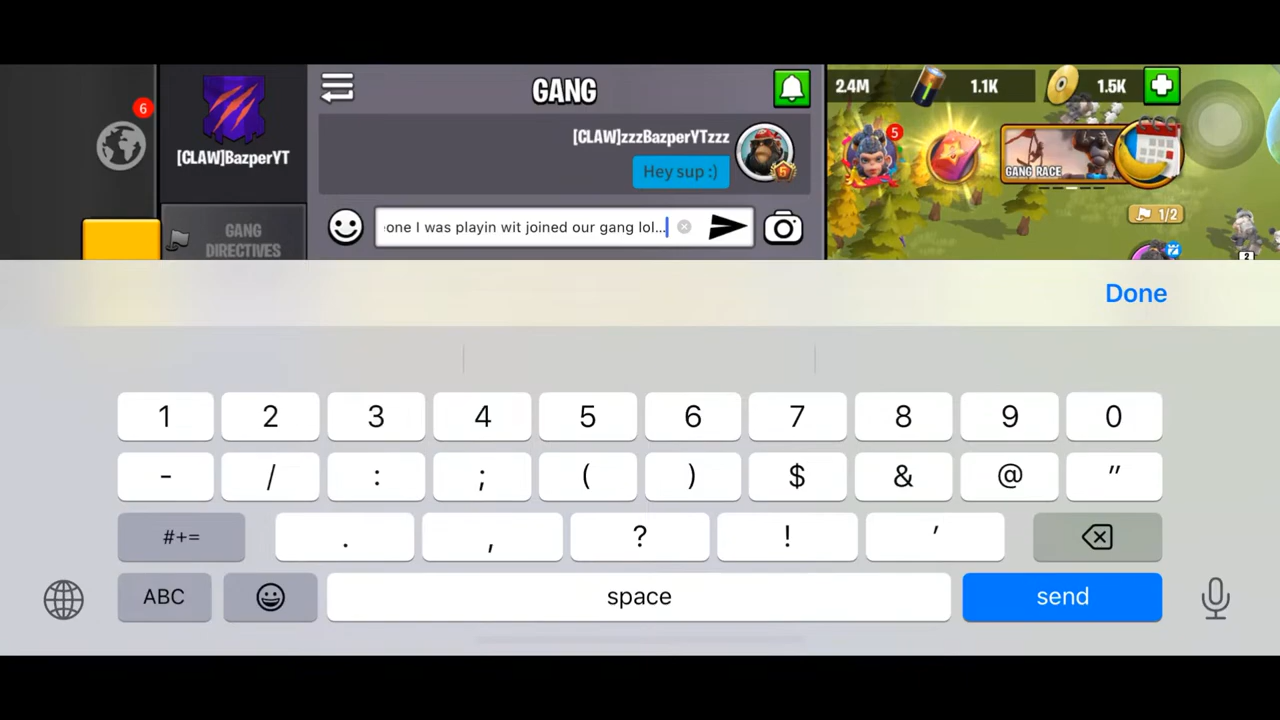 6
[CLAW]BazperYT
GANG
DIRECTIVES
GANG
[CLAW]zzzBazperYTzzz
Hey sup :)
6
one I was playin wit joined our gang lol...
2.4M
1.1K
1.5K
5
GANG RACE
1/2
2
Done
1 2 3 4 5 6 7 8 9 0
- / : ; ( ) $ & @ "
#+= . , ? ! '
ABC space send